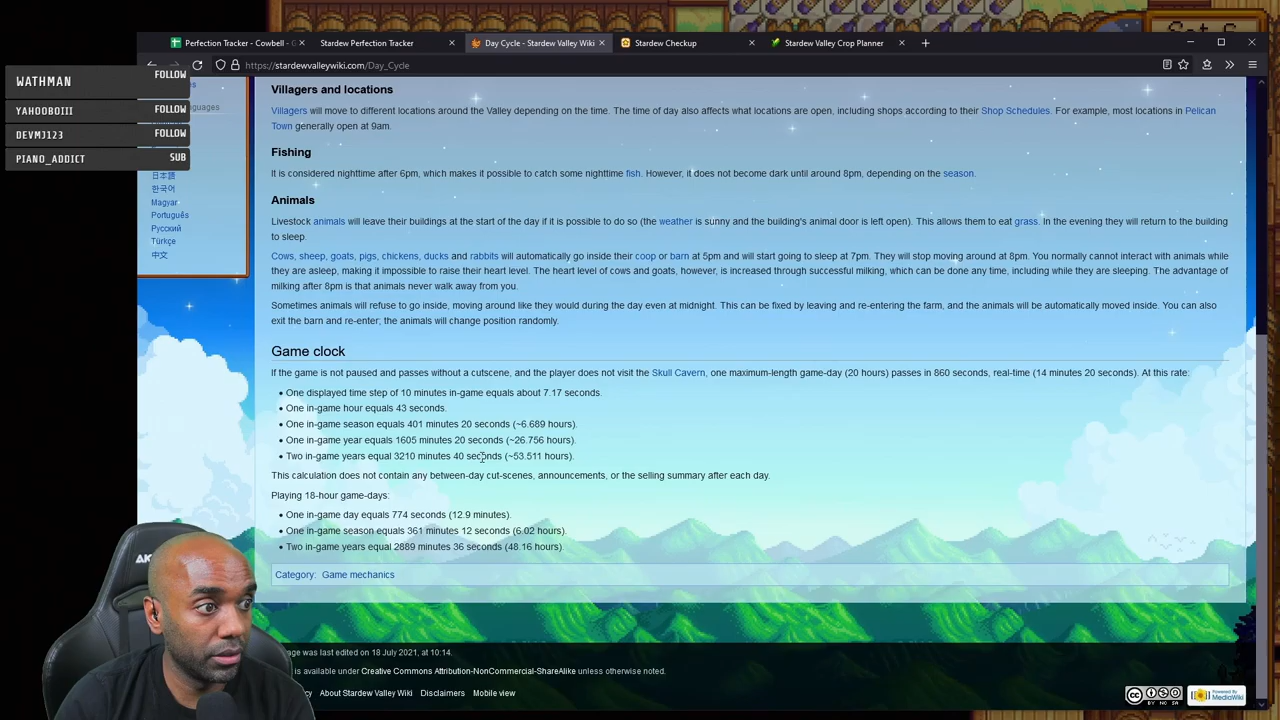 Perfection Tracker - Cowbell - G
Stardew Perfection Tracker
Day Cycle - Stardew Valley Wiki
Stardew Checkup
Stardew Valley Crop Planner
https://stardewvalleywiki.com/Day_Cycle
WATHMAN FOLLOW
YAHOOBOIII FOLLOW
DEVMJ123 FOLLOW
PIANO_ADDICT SUB
日本語
한국어
Magyar
Português
Русский
Türkçe
中文
Villagers and locations
Villagers will move to different locations around the Valley depending on the time. The time of day also affects what locations are open, including shops according to their Shop Schedules. For example, most locations in Pelican
Town generally open at 9am.
Fishing
It is considered nighttime after 6pm, which makes it possible to catch some nighttime fish. However, it does not become dark until around 8pm, depending on the season.
Animals
Livestock animals will leave their buildings at the start of the day if it is possible to do so (the weather is sunny and the building's animal door is left open). This allows them to eat grass. In the evening they will return to the building
to sleep.
Cows, sheep, goats, pigs, chickens, ducks and rabbits will automatically go inside their coop or barn at 5pm and will start going to sleep at 7pm. They will stop moving around at 8pm. You normally cannot interact with animals while
they are asleep, making it impossible to raise their heart level. The heart level of cows and goats, however, is increased through successful milking, which can be done any time, including while they are sleeping. The advantage of
milking after 8pm is that animals never walk away from you.
Sometimes animals will refuse to go inside, moving around like they would during the day even at midnight. This can be fixed by leaving and re-entering the farm, and the animals will be automatically moved inside. You can also
exit the barn and re-enter; the animals will change position randomly.
Game clock
If the game is not paused and passes without a cutscene, and the player does not visit the Skull Cavern, one maximum-length game-day (20 hours) passes in 860 seconds, real-time (14 minutes 20 seconds). At this rate:
• One displayed time step of 10 minutes in-game equals about 7.17 seconds.
• One in-game hour equals 43 seconds.
• One in-game season equals 401 minutes 20 seconds (~6.689 hours).
• One in-game year equals 1605 minutes 20 seconds (~26.756 hours).
• Two in-game years equal 3210 minutes 40 seconds (~53.511 hours).
This calculation does not contain any between-day cut-scenes, announcements, or the selling summary after each day.
Playing 18-hour game-days:
• One in-game day equals 774 seconds (12.9 minutes).
• One in-game season equals 361 minutes 12 seconds (6.02 hours).
• Two in-game years equal 2889 minutes 36 seconds (48.16 hours).
Category: Game mechanics
age was last edited on 18 July 2021, at 10:14.
is available under Creative Commons Attribution-NonCommercial-ShareAlike unless otherwise noted.
About Stardew Valley Wiki Disclaimers Mobile view
Powered By
MediaWiki